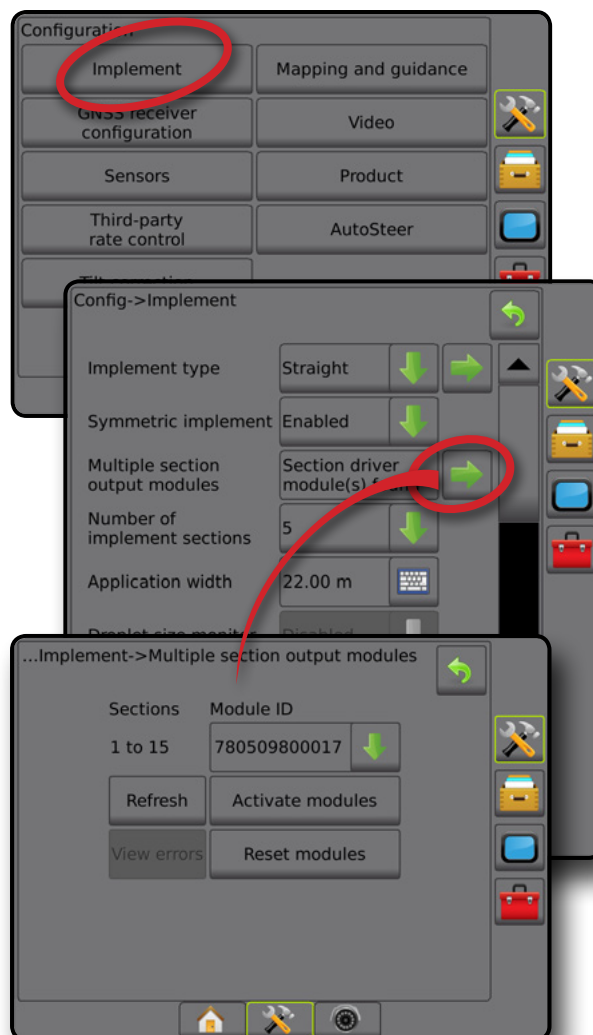 Configuration
Implement
Mapping and guidance
GNSS receiver
configuration
Video
Sensors
Product
Third-party
rate control
AutoSteer
Config->Implement
Implement type
Straight
Symmetric implement
Enabled
Multiple section
output modules
Section driver
Number of
implement sections
5
Application width
22.00 m
...Implement->Multiple section output modules
Sections
Module ID
1 to 15
780509800017
Refresh
Activate modules
View errors
Reset modules